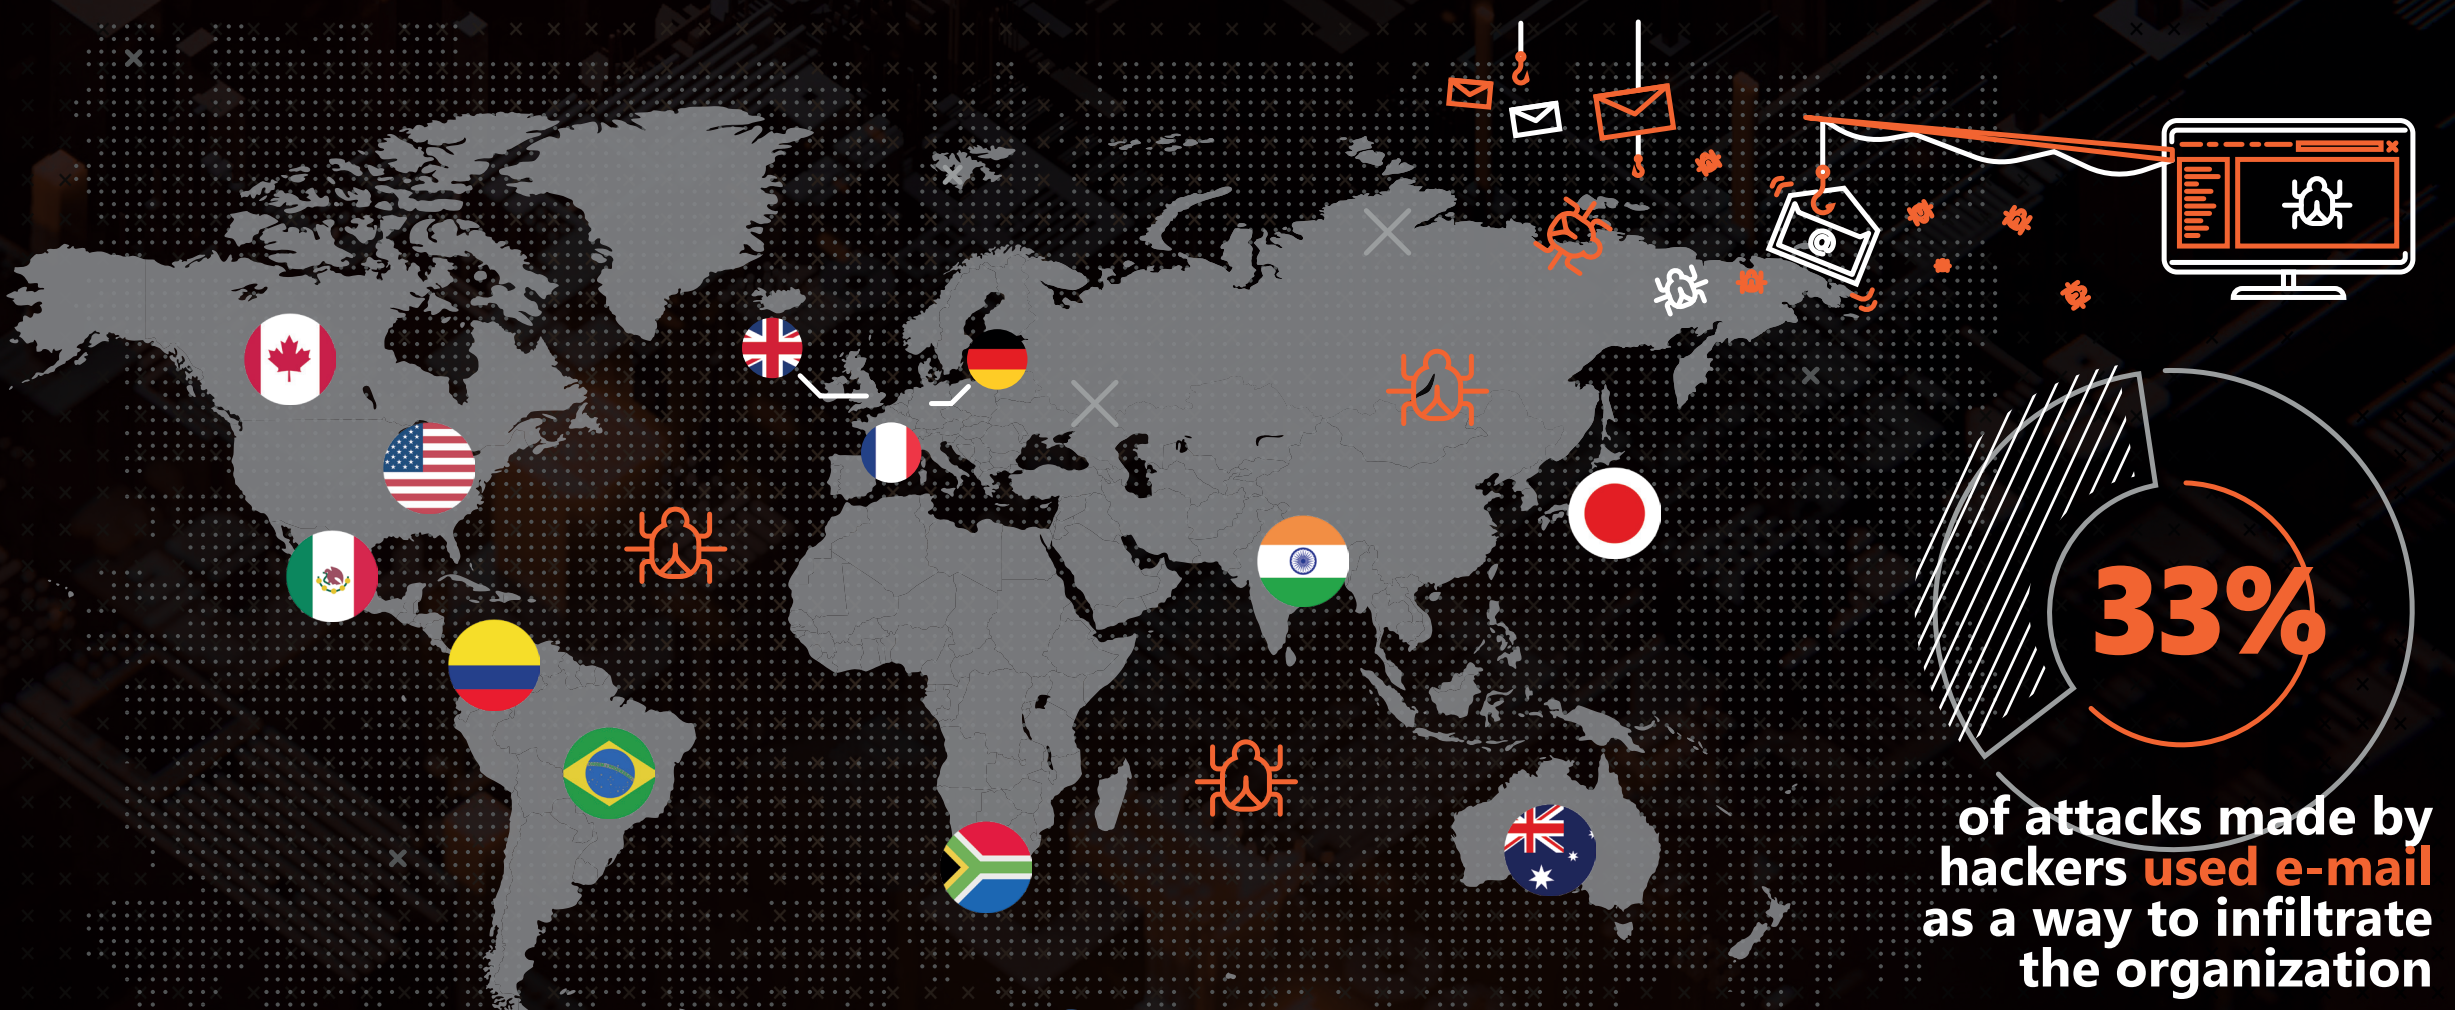 33%
of attacks made by
hackers used e-mail
as a way to infiltrate
the organization